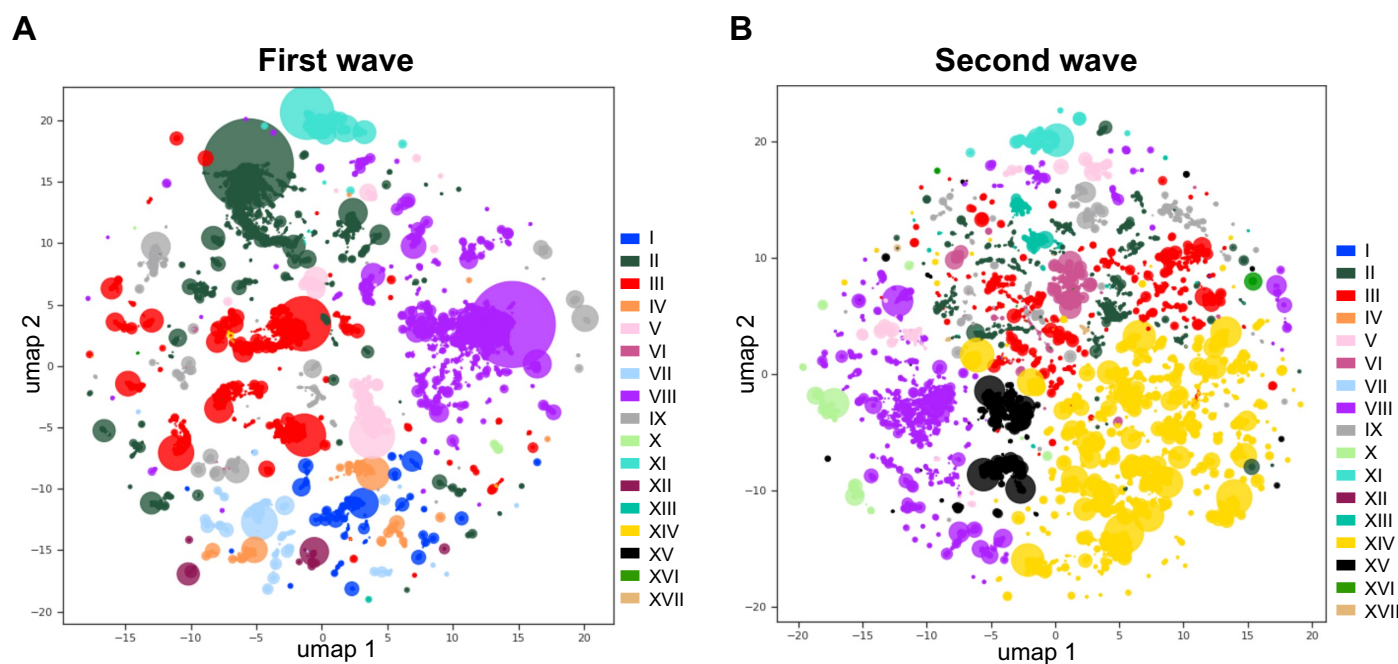 A
First wave
20
15
10
5
0
−5
−10
−15
−20
−15
−10
−5
0
5
10
15
20
umap 2
umap 1
I
II
III
IV
V
VI
VII
VIII
IX
X
XI
XII
XIII
XIV
XV
XVI
XVII
B
Second wave
20
10
0
−10
−20
−20
−15
−10
−5
0
5
10
15
20
umap 2
umap 1
I
II
III
IV
V
VI
VII
VIII
IX
X
XI
XII
XIII
XIV
XV
XVI
XVII